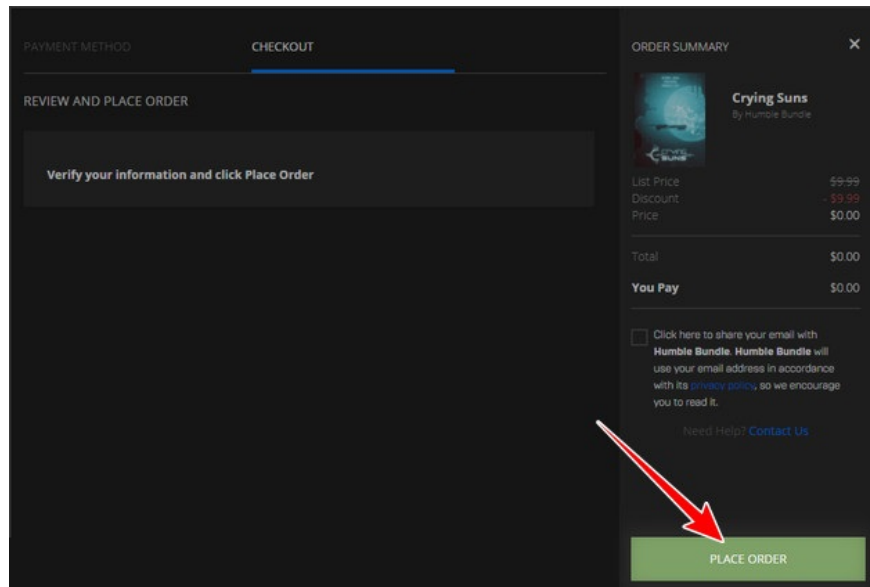 PAYMENT METHOD
CHECKOUT
REVIEW AND PLACE ORDER
Verify your information and click Place Order
ORDER SUMMARY
Crying Suns
By Humble Bundle
CRYING
SUNS
List Price $9.99
Discount - $9.99
Price $0.00
Total $0.00
You Pay $0.00
Click here to share your email with
Humble Bundle. Humble Bundle will
use your email address in accordance
with its privacy policy, so we encourage
you to read it.
Need Help? Contact Us
PLACE ORDER